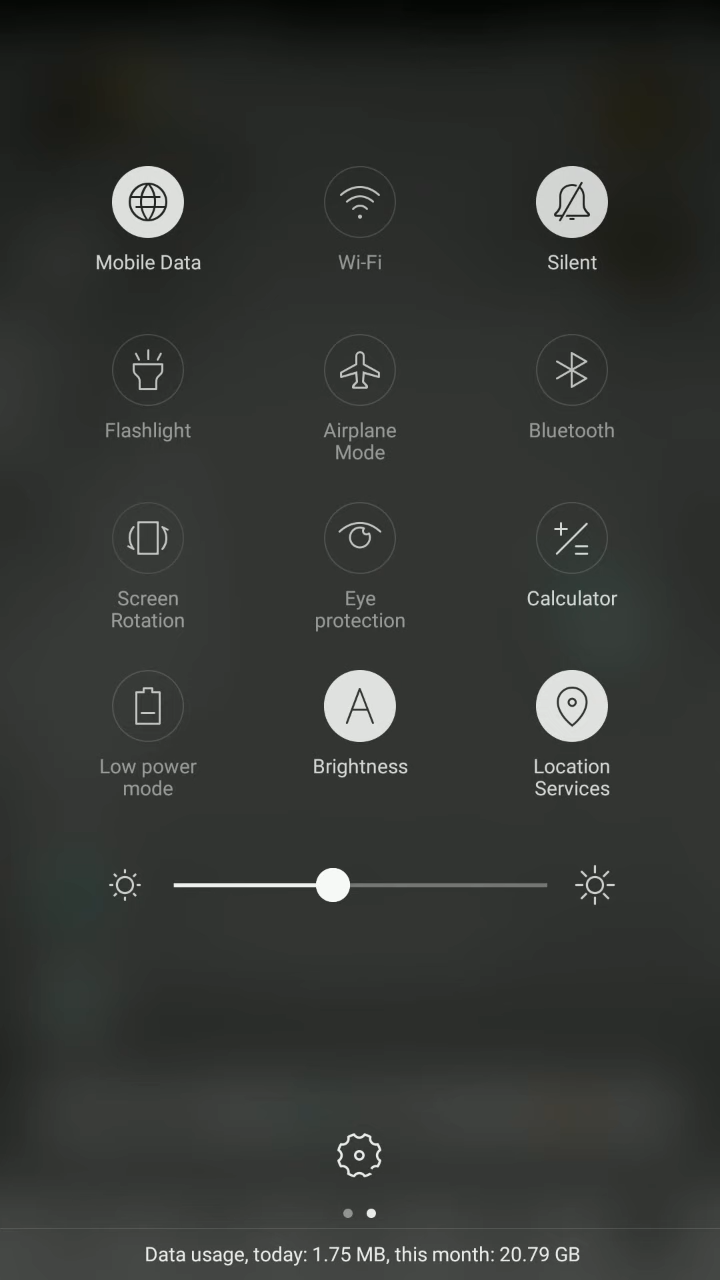 Mobile Data
Wi-Fi
Silent
Flashlight
Airplane
Mode
Bluetooth
Screen
Rotation
Eye
protection
Calculator
Low power
mode
A
Brightness
Location
Services
Data usage, today: 1.75 MB, this month: 20.79 GB